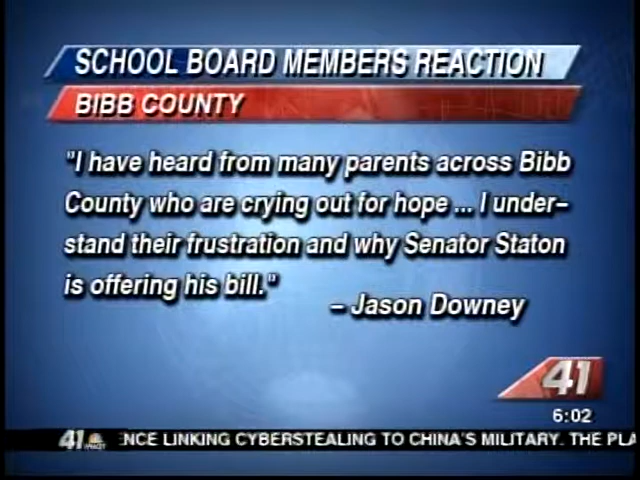 SCHOOL BOARD MEMBERS REACTION
BIBB COUNTY
"I have heard from many parents across Bibb
County who are crying out for hope ... I under–
stand their frustration and why Senator Staton
is offering his bill."
– Jason Downey
41
6:02
41 NCE LINKING CYBERSTEALING TO CHINA'S MILITARY. THE PLA